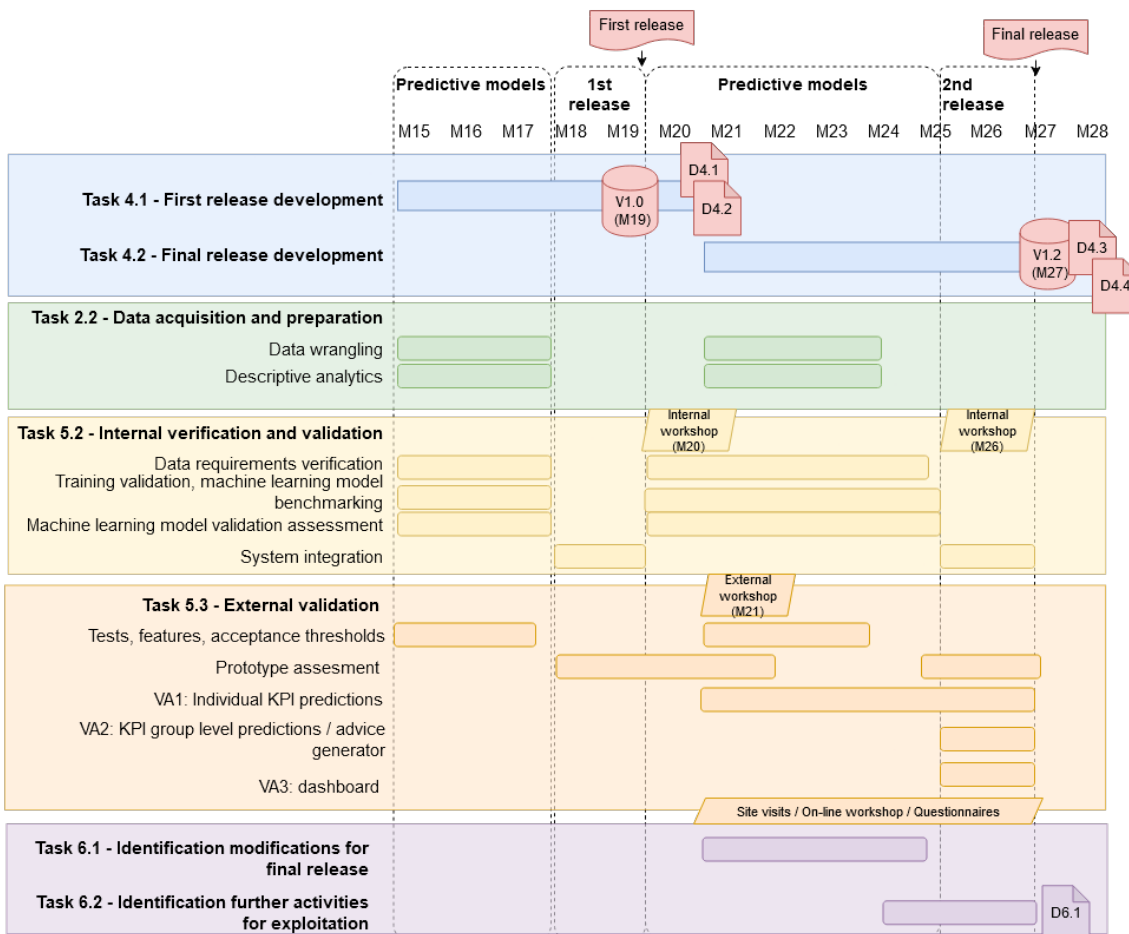 First release
Final release
Predictive models
1st
release
Predictive models
2nd
release
M15
M16
M17
M18
M19
M20
M21
M22
M23
M24
M25
M26
M27
M28
Task 4.1 - First release development
V1.0
(M19)
D4.1
D4.2
Task 4.2 - Final release development
V1.2
(M27)
D4.3
D4.4
Task 2.2 - Data acquisition and preparation
Data wrangling
Descriptive analytics
Task 5.2 - Internal verification and validation
Internal
workshop
(M20)
Internal
workshop
(M26)
Data requirements verification
Training validation, machine learning model
benchmarking
Machine learning model validation assessment
System integration
Task 5.3 - External validation
External
workshop
(M21)
Tests, features, acceptance thresholds
Prototype assesment
VA1: Individual KPI predictions
VA2: KPI group level predictions / advice
generator
VA3: dashboard
Site visits / On-line workshop / Questionnaires
Task 6.1 - Identification modifications for
final release
Task 6.2 - Identification further activities
for exploitation
D6.1